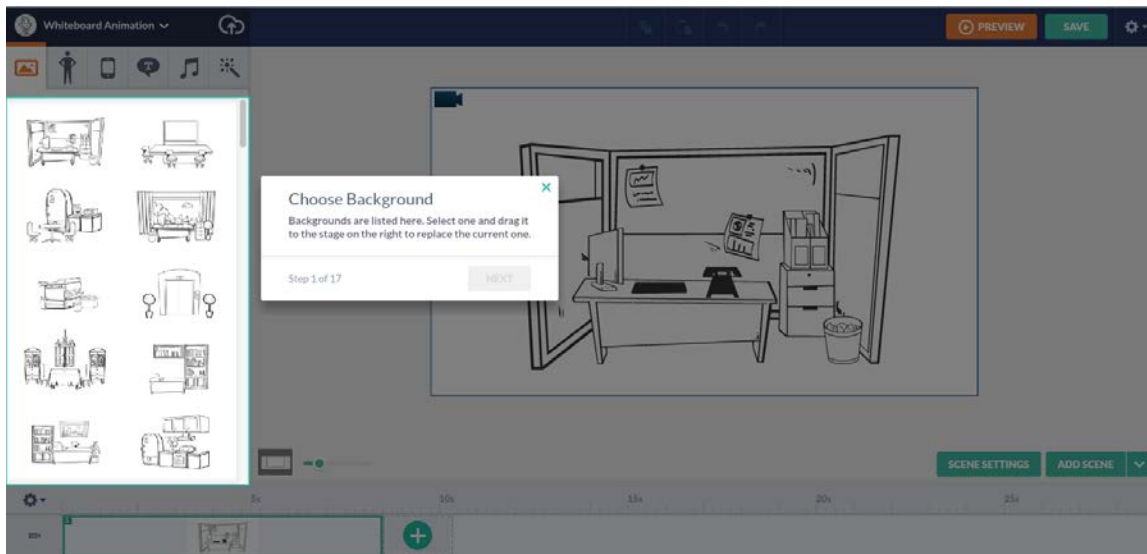 Whiteboard Animation
PREVIEW
SAVE
T
Choose Background
Backgrounds are listed here. Select one and drag it
to the stage on the right to replace the current one.
Step 1 of 17
NEXT
SCENE SETTINGS
ADD SCENE
5s
10s
15s
20s
25s
1